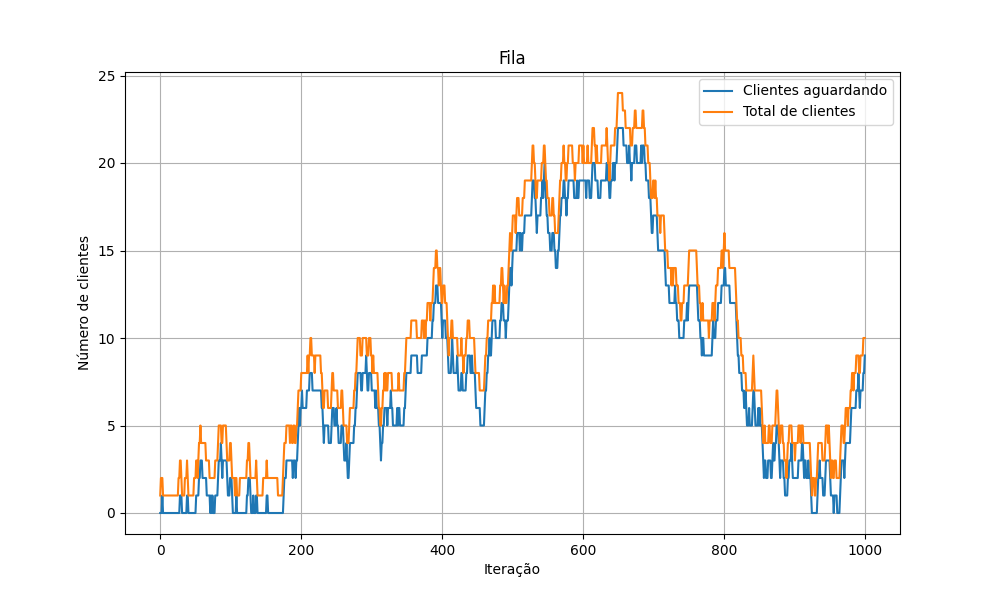 Fila
Clientes aguardando
Total de clientes
25
20
15
10
5
0
Número de clientes
0 200 400 600 800 1000
Iteração